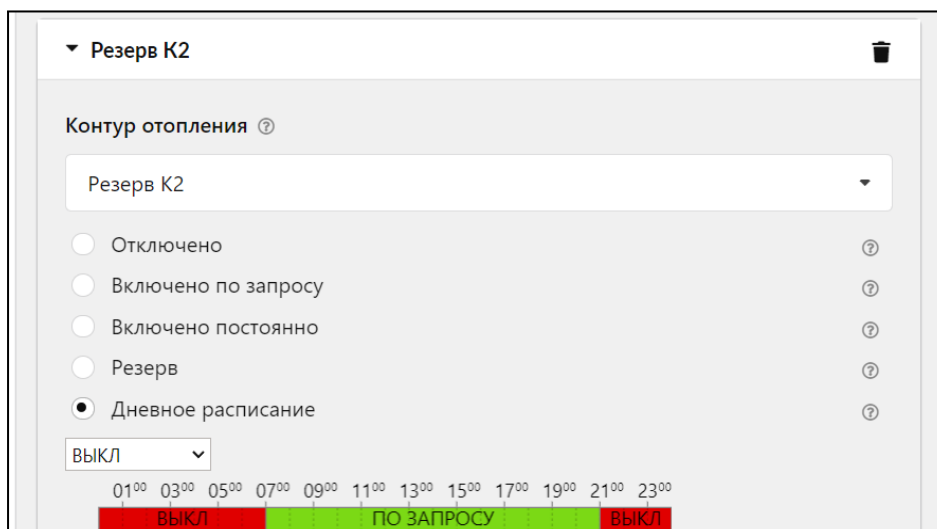 Резерв К2
Контур отопления ?
Резерв К2
Отключено ?
Включено по запросу ?
Включено постоянно ?
Резерв ?
Дневное расписание ?
ВЫКЛ
01⁰⁰ 03⁰⁰ 05⁰⁰ 07⁰⁰ 09⁰⁰ 11⁰⁰ 13⁰⁰ 15⁰⁰ 17⁰⁰ 19⁰⁰ 21⁰⁰ 23⁰⁰
ВЫКЛ ПО ЗАПРОСУ ВЫКЛ